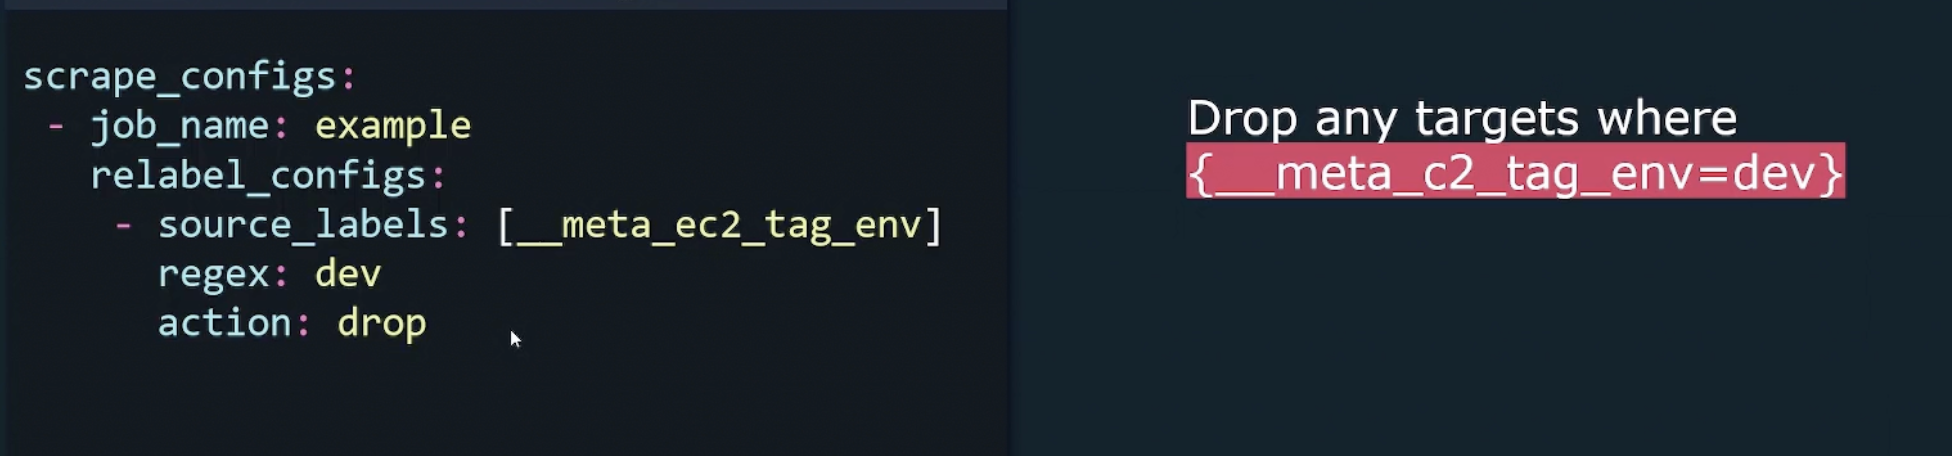 scrape_configs:
- job_name: example
relabel_configs:
- source_labels: [__meta_ec2_tag_env]
regex: dev
action: drop
Drop any targets where
{__meta_c2_tag_env=dev}